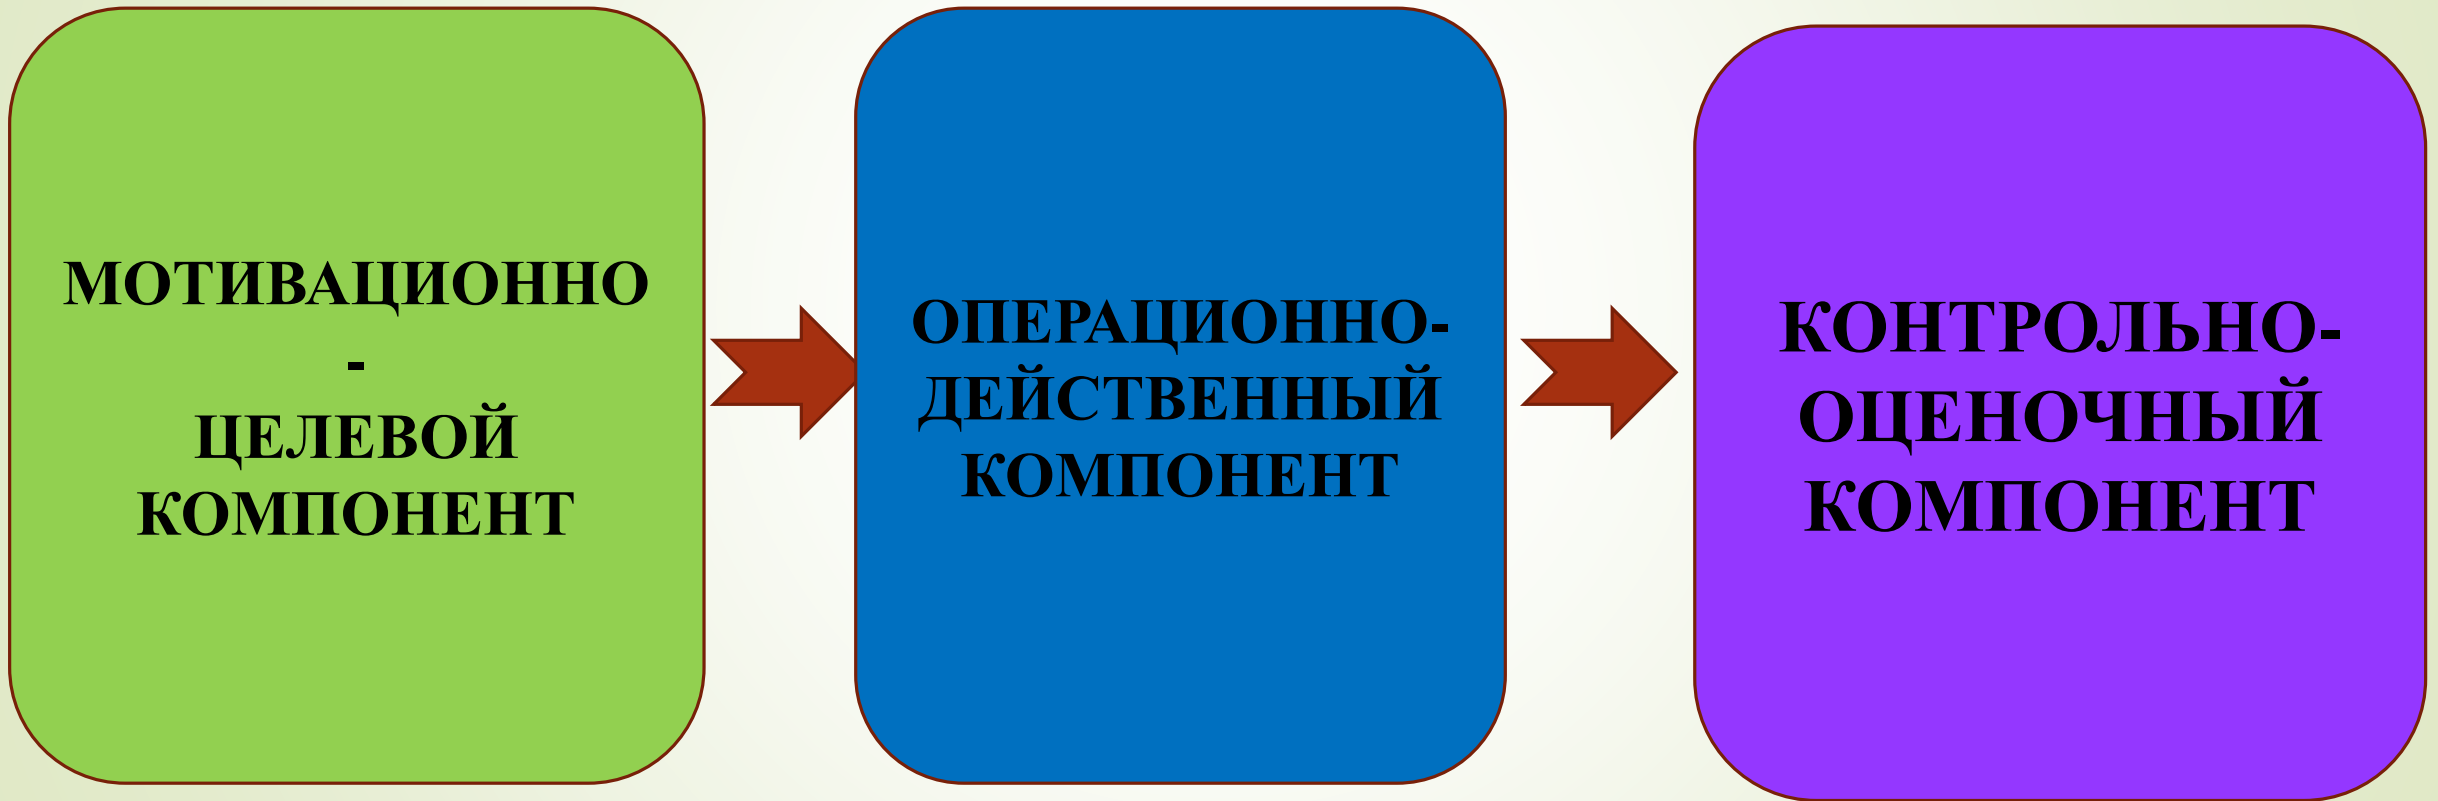 МОТИВАЦИОННО
-
ЦЕЛЕВОЙ
КОМПОНЕНТ
ОПЕРАЦИОННО-
ДЕЙСТВЕННЫЙ
КОМПОНЕНТ
КОНТРОЛЬНО-
ОЦЕНОЧНЫЙ
КОМПОНЕНТ